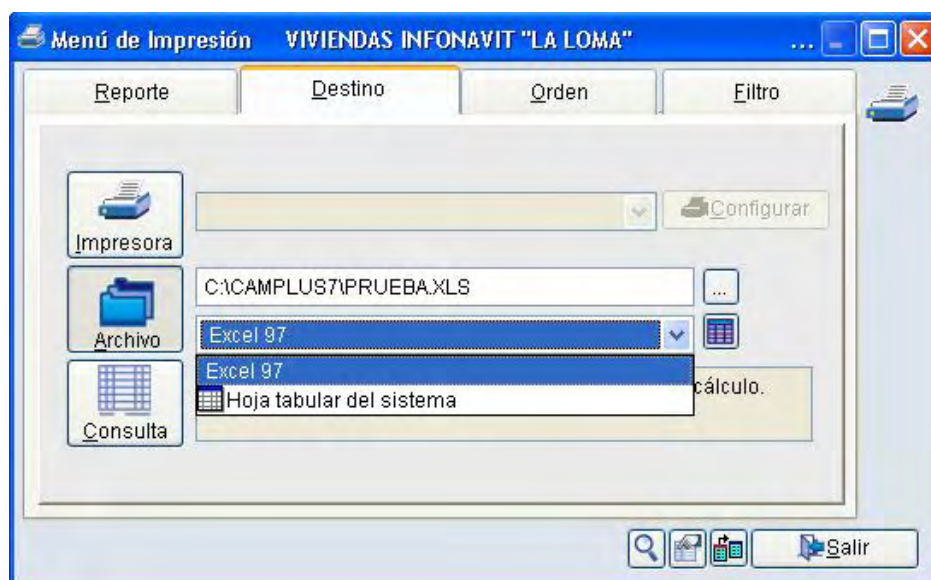 Menú de Impresión VIVIENDAS INFONAVIT "LA LOMA" ...
Reporte Destino Orden Filtro
Impresora Configurar
C:\CAMPLUS7\PRUEBA.XLS ...
Archivo Excel 97
Excel 97
Hoja tabular del sistema cálculo.
Consulta
Salir